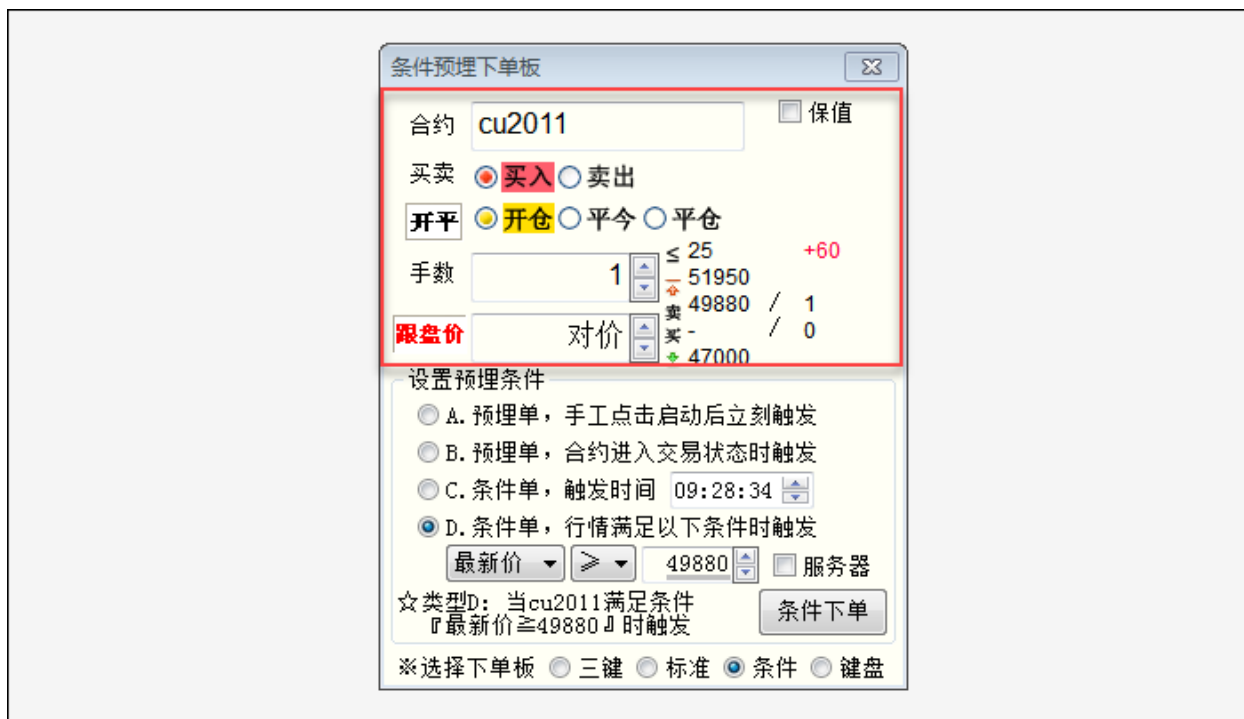 条件预埋下单板
合约 cu2011 保值
买卖 买入 卖出
开平 开仓 平今 平仓
≤ 25 +60
手数 1 51950
卖 49880 / 1
跟盘价 对价 买 - / 0
47000
设置预埋条件
A. 预埋单，手工点击启动后立刻触发
B. 预埋单，合约进入交易状态时触发
C. 条件单，触发时间 09:28:34
D. 条件单，行情满足以下条件时触发
最新价 ≥ 49880 服务器
☆类型D: 当cu2011满足条件
『最新价≧49880』时触发
条件下单
※选择下单板 三键 标准 条件 键盘